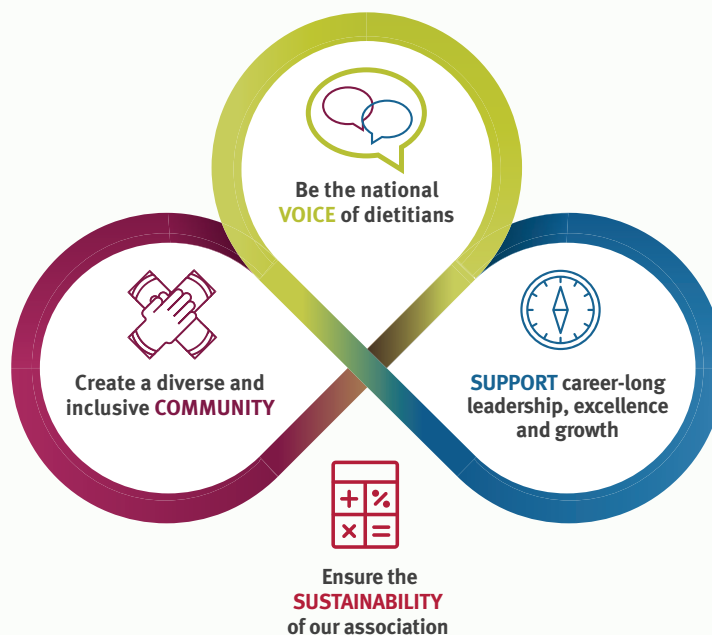 Be the national
VOICE of dietitians
Create a diverse and
inclusive COMMUNITY
SUPPORT career-long
leadership, excellence
and growth
Ensure the
SUSTAINABILITY
of our association